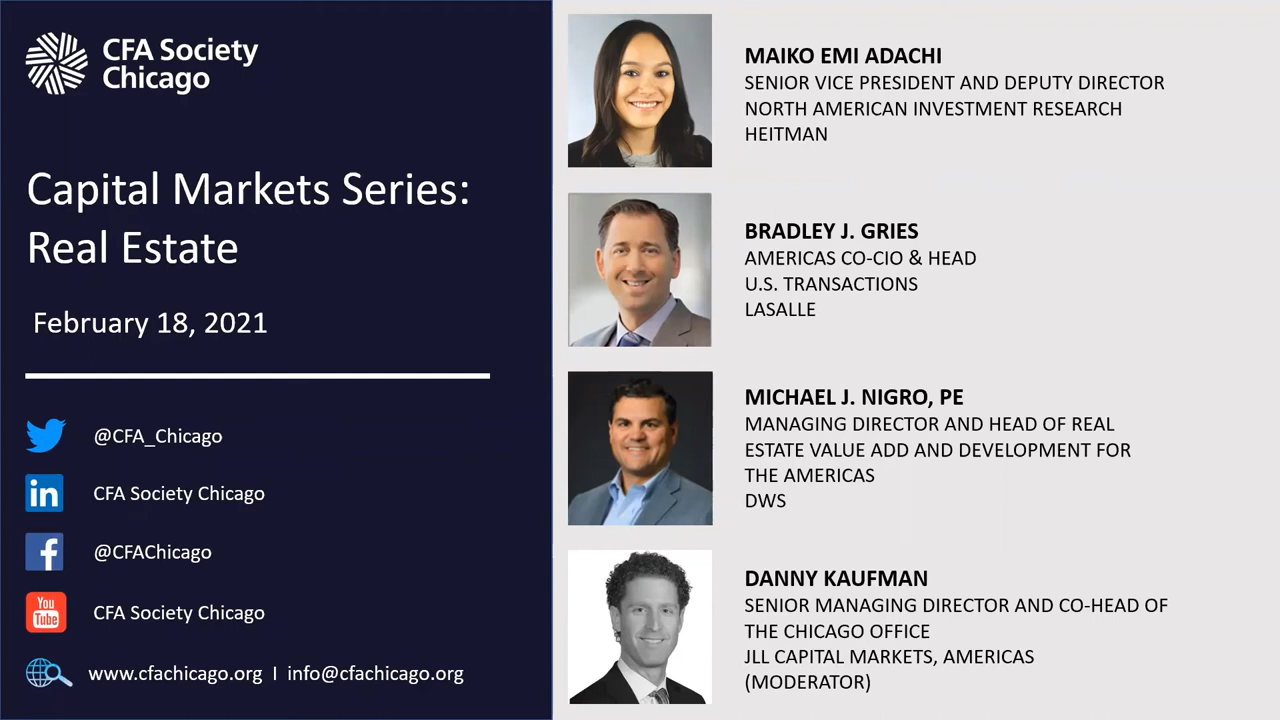 CFA Society
Chicago
Capital Markets Series:
Real Estate
February 18, 2021
@CFA_Chicago
in
CFA Society Chicago
f
@CFAChicago
You
Tube
CFA Society Chicago
www.cfachicago.org I info@cfachicago.org
MAIKO EMI ADACHI
SENIOR VICE PRESIDENT AND DEPUTY DIRECTOR
NORTH AMERICAN INVESTMENT RESEARCH
HEITMAN
BRADLEY J. GRIES
AMERICAS CO-CIO & HEAD
U.S. TRANSACTIONS
LASALLE
MICHAEL J. NIGRO, PE
MANAGING DIRECTOR AND HEAD OF REAL
ESTATE VALUE ADD AND DEVELOPMENT FOR
THE AMERICAS
DWS
DANNY KAUFMAN
SENIOR MANAGING DIRECTOR AND CO-HEAD OF
THE CHICAGO OFFICE
JLL CAPITAL MARKETS, AMERICAS
(MODERATOR)